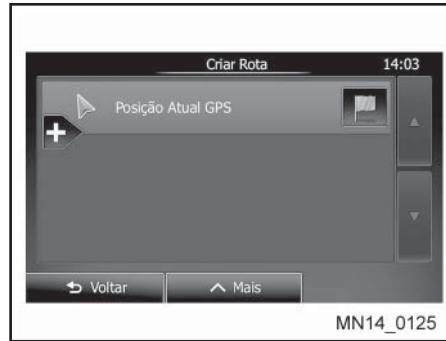 Criar Rota 14:03
Posição Atual GPS
Voltar Mais
MN14_0125